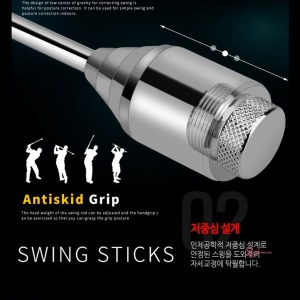 The design of low center of gravity for correcting swing is
helpful for posture correction. It can be used for simple swing and
posture correction indoors.
Antiskid Grip
The head weight of the swing rod can be adjusted and the handgrip c
an be exercised so that you can grasp the grip posture
SWING STICKS
02
저중심 설계
인체공학적 저중심 설계로
안정된 스윙을 도와주어
자세교정에 탁월합니다.